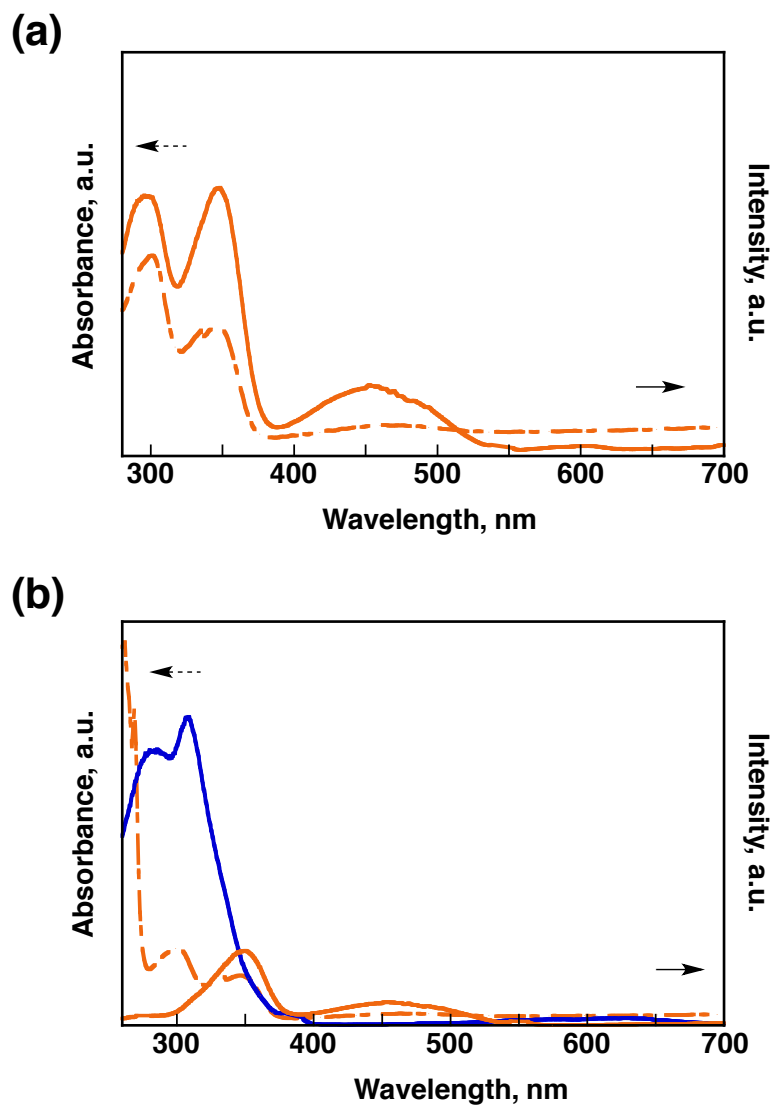 (a)
Absorbance, a.u.
Intensity, a.u.
300 400 500 600 700
Wavelength, nm
(b)
Absorbance, a.u.
Intensity, a.u.
300 400 500 600 700
Wavelength, nm